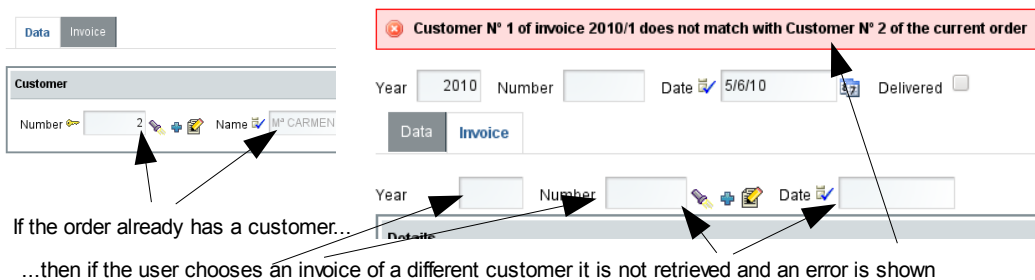 Data Invoice
Customer
Number 2 Name Mª CARMEN
If the order already has a customer...
Customer Nº 1 of invoice 2010/1 does not match with Customer Nº 2 of the current order
Year 2010 Number Date 5/6/10 Delivered
Data Invoice
Year Number Date
Details
...then if the user chooses an invoice of a different customer it is not retrieved and an error is shown